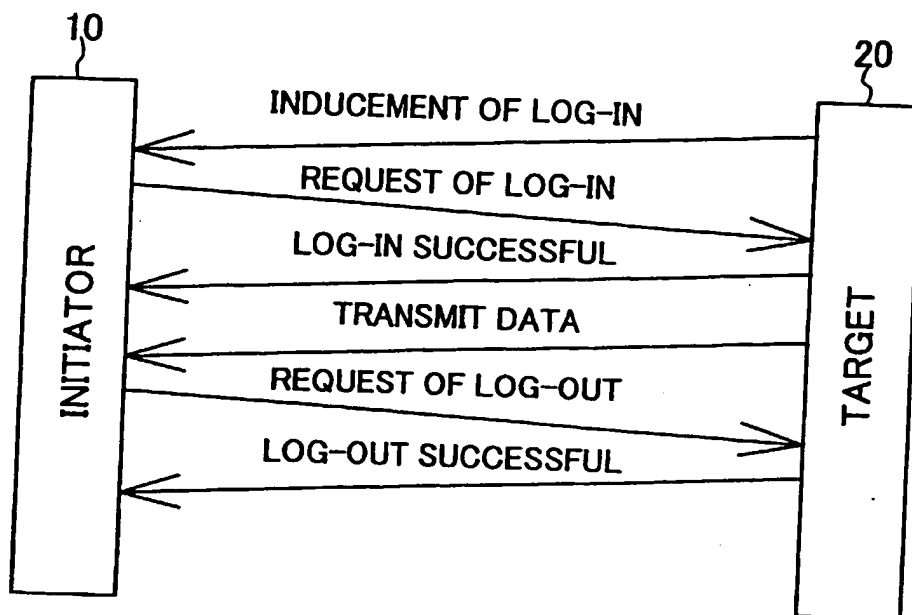 10
20
INDUCEMENT OF LOG-IN
REQUEST OF LOG-IN
LOG-IN SUCCESSFUL
TRANSMIT DATA
REQUEST OF LOG-OUT
LOG-OUT SUCCESSFUL
INITIATOR
TARGET